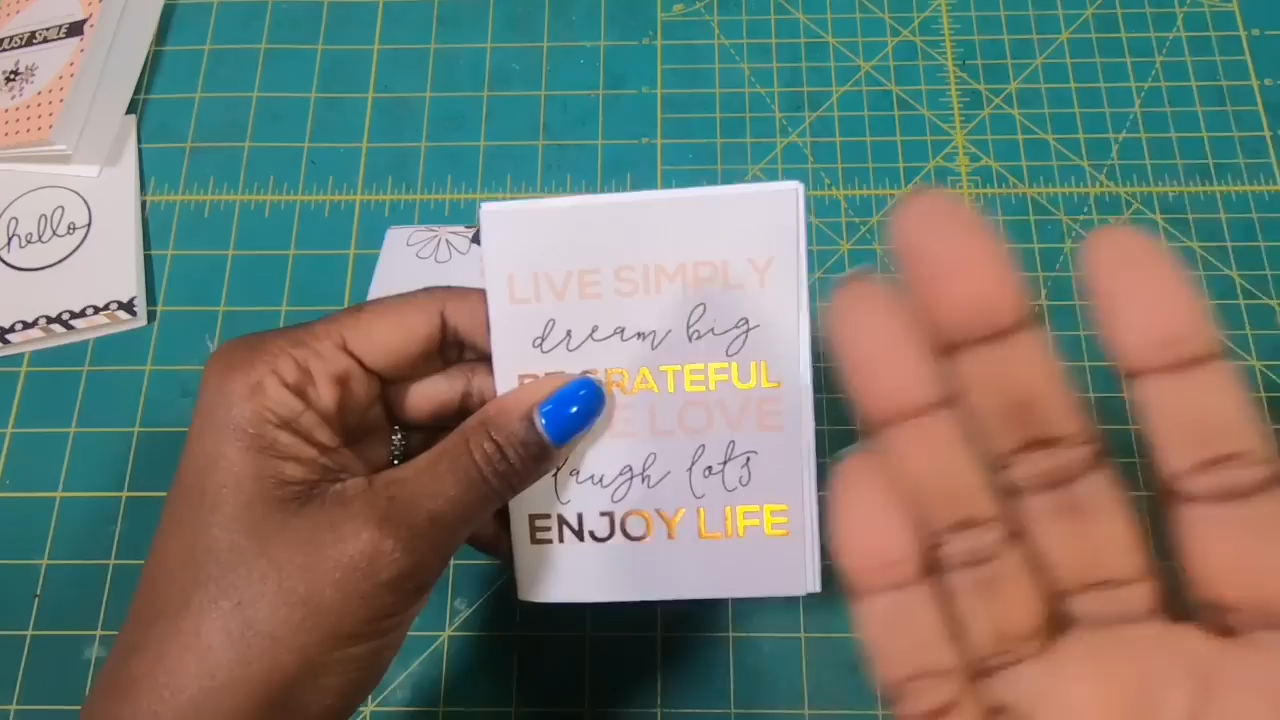 JUST SMILE
hello
LIVE SIMPLY
dream big
GRATEFUL
LOVE
laugh lots
ENJOY LIFE